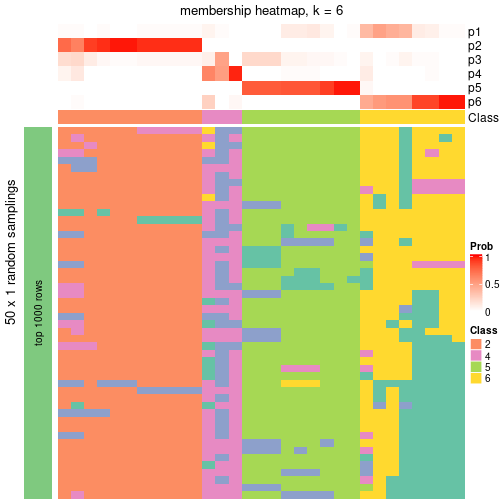 membership heatmap, k = 6
p1
p2
p3
p4
p5
p6
Class
50 x 1 random samplings
top 1000 rows
Prob
1
0.5
0
Class
2
4
5
6